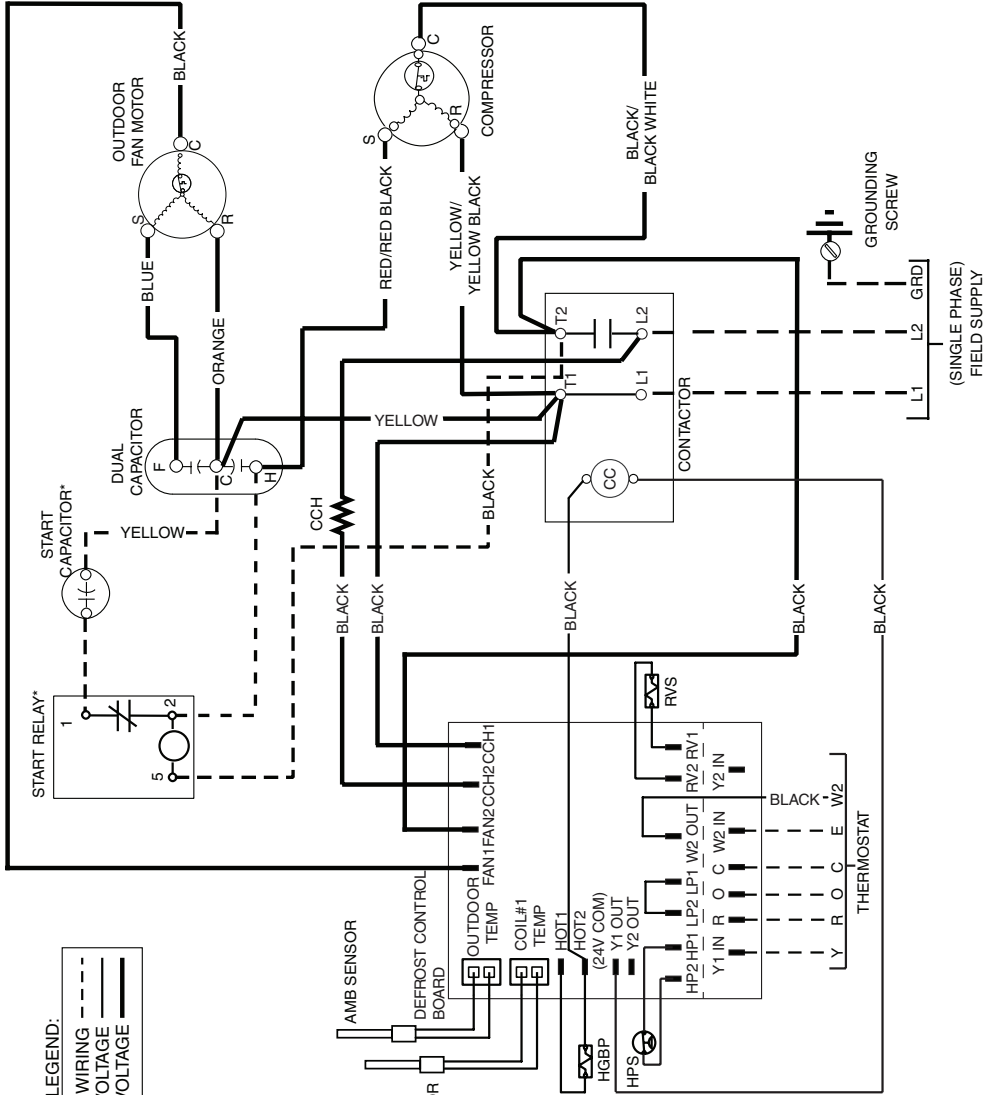 BLACK
OUTDOOR
FAN MOTOR
C
S
R
BLUE
ORANGE
COMPRESSOR
C
S
R
RED/RED BLACK
YELLOW/
YELLOW BLACK
BLACK/
BLACK WHITE
GROUNDING
SCREW
GRD
L2
L1
(SINGLE PHASE)
FIELD SUPPLY
DUAL
CAPACITOR
F
C
H
YELLOW
START
CAPACITOR*
YELLOW
START RELAY*
1
2
5
CCH
BLACK
T2
T1
L2
L1
CC
CONTACTOR
BLACK
BLACK
BLACK
BLACK
BLACK
LEGEND:
WIRING
OLTAGE
VOLTAGE
AMB SENSOR
OR
DEFROST CONTROL
BOARD
OUTDOOR
TEMP
FAN1 FAN2 CCH2 CCH1
COIL#1
TEMP
HOT1
HOT2
(24V COM)
Y1 OUT
Y2 OUT
HGBP
HPS
RVS
HP2 HP1 LP2 LP1 W2 OUT RV2 RV1
Y1 IN R O C W2 IN Y2 IN
BLACK
Y R O C E W2
THERMOSTAT